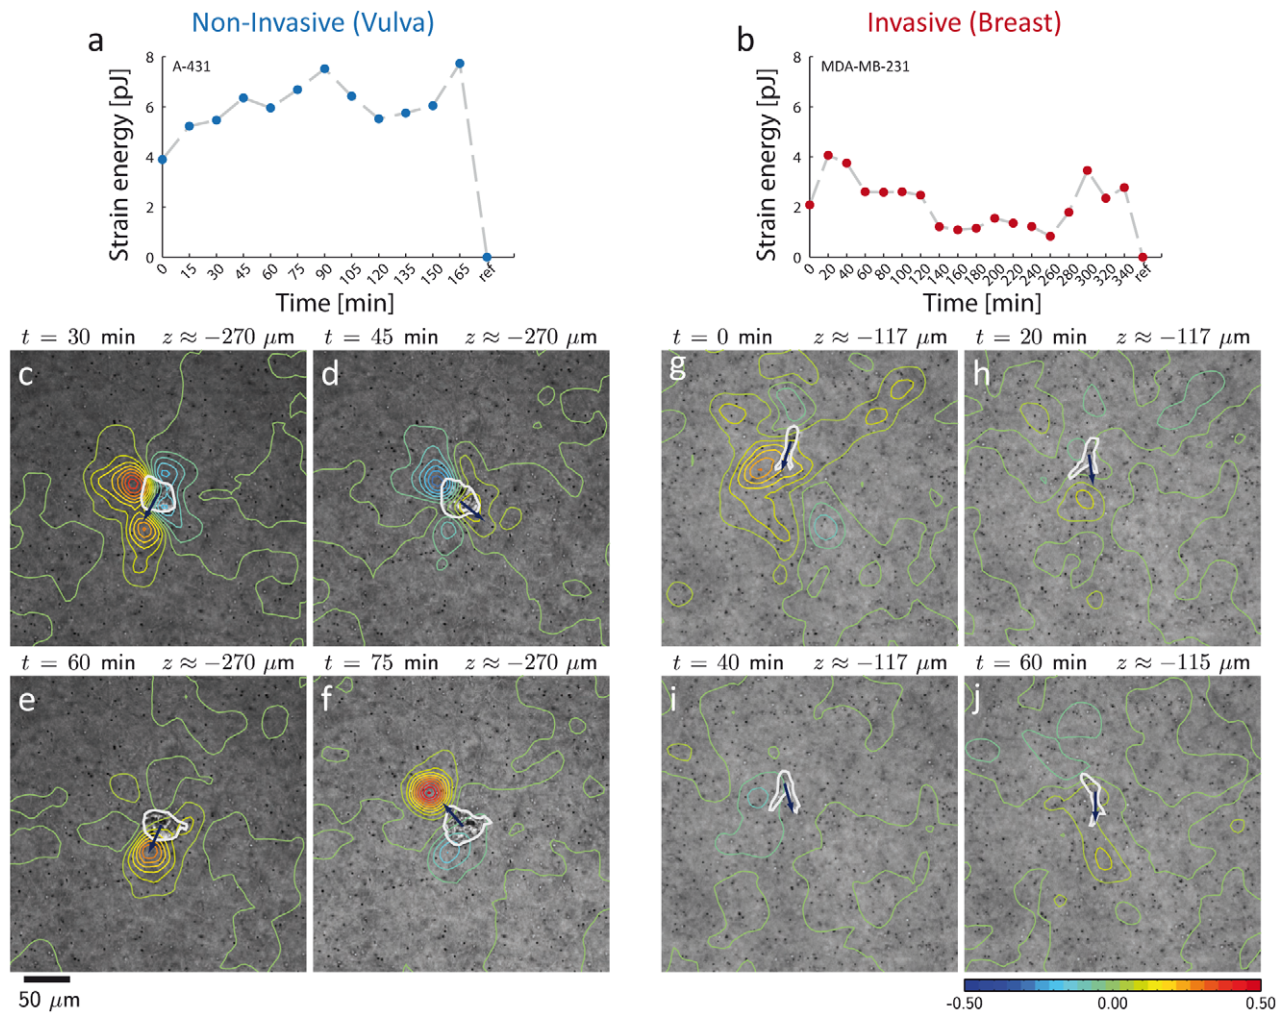 Non-Invasive (Vulva)
Invasive (Breast)
a
A-431
8
6
4
2
0
Strain energy [pJ]
0 15 30 45 60 75 90 105 120 135 150 165 ref
Time [min]
b
MDA-MB-231
8
6
4
2
0
Strain energy [pJ]
0 20 40 60 80 100 120 140 160 180 200 220 240 260 280 300 320 340 ref
Time [min]
t = 30 min z ≈ −270 μm
c
t = 45 min z ≈ −270 μm
d
t = 0 min z ≈ −117 μm
g
t = 20 min z ≈ −117 μm
h
t = 60 min z ≈ −270 μm
e
t = 75 min z ≈ −270 μm
f
t = 40 min z ≈ −117 μm
i
t = 60 min z ≈ −115 μm
j
50 μm
-0.50 0.00 0.50